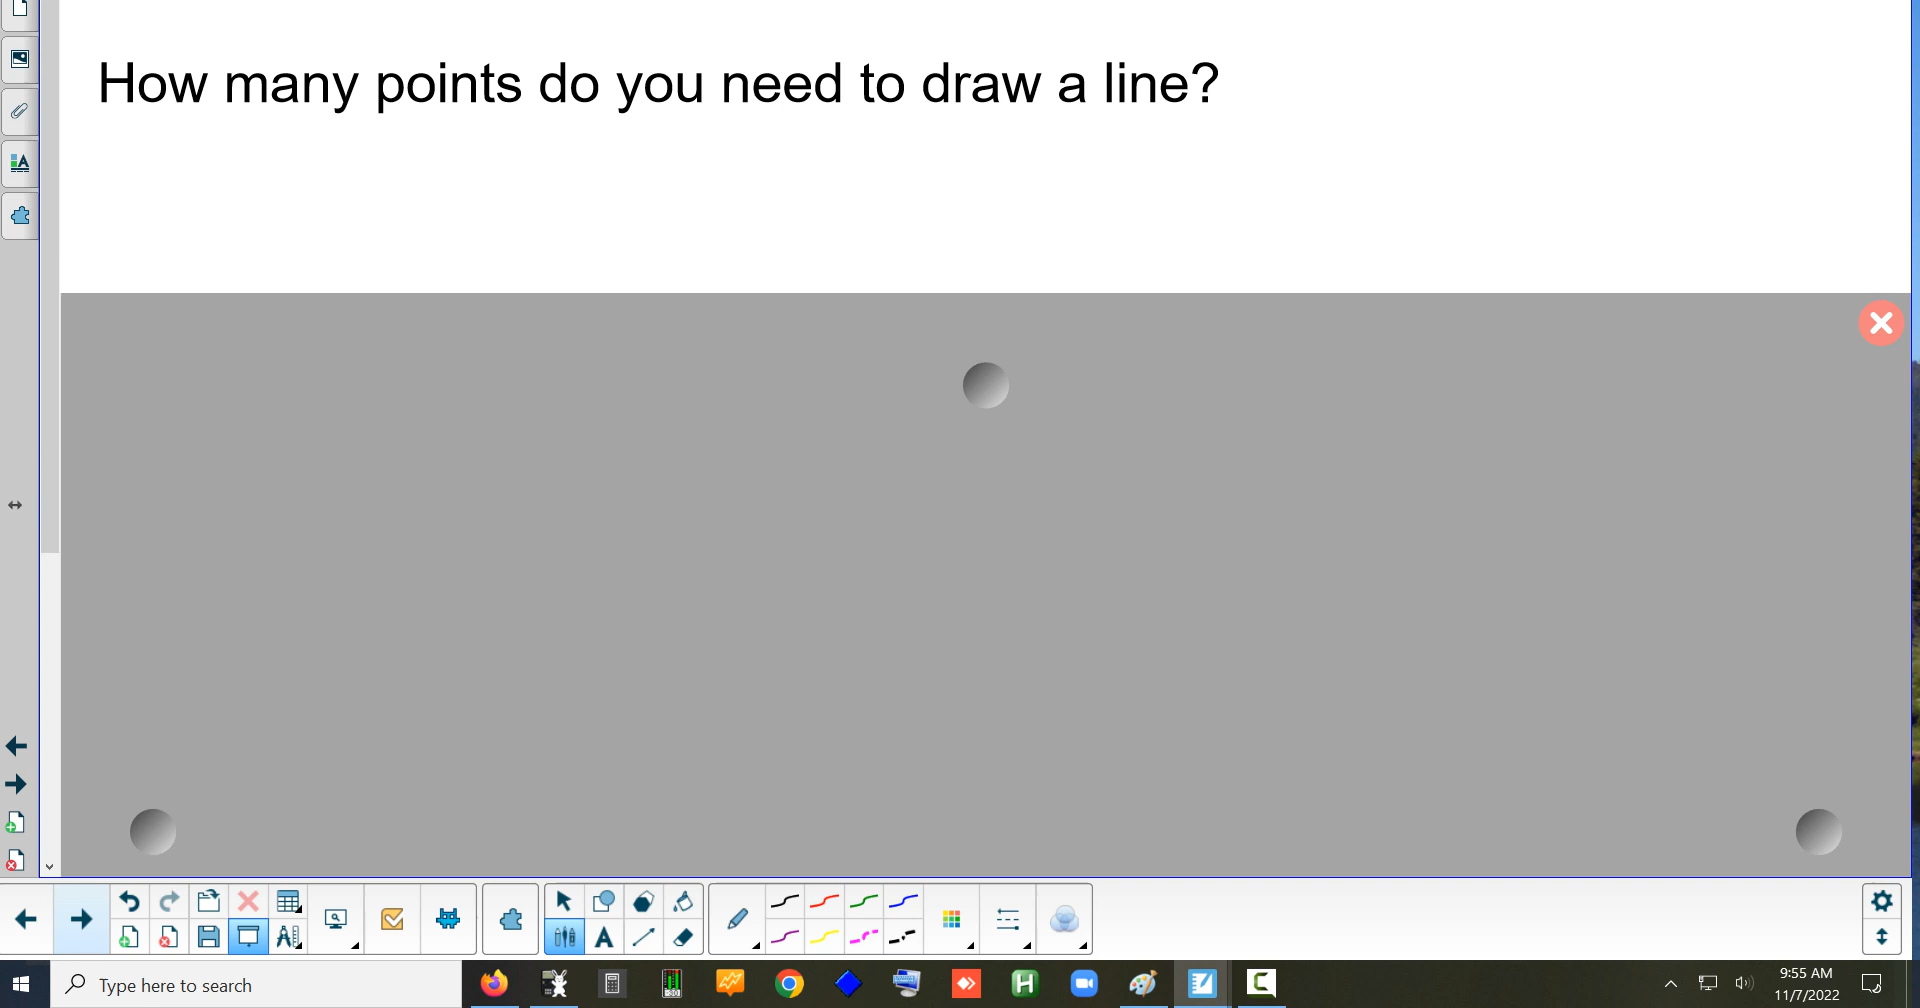 How many points do you need to draw a line?
Type here to search
9:55 AM
11/7/2022